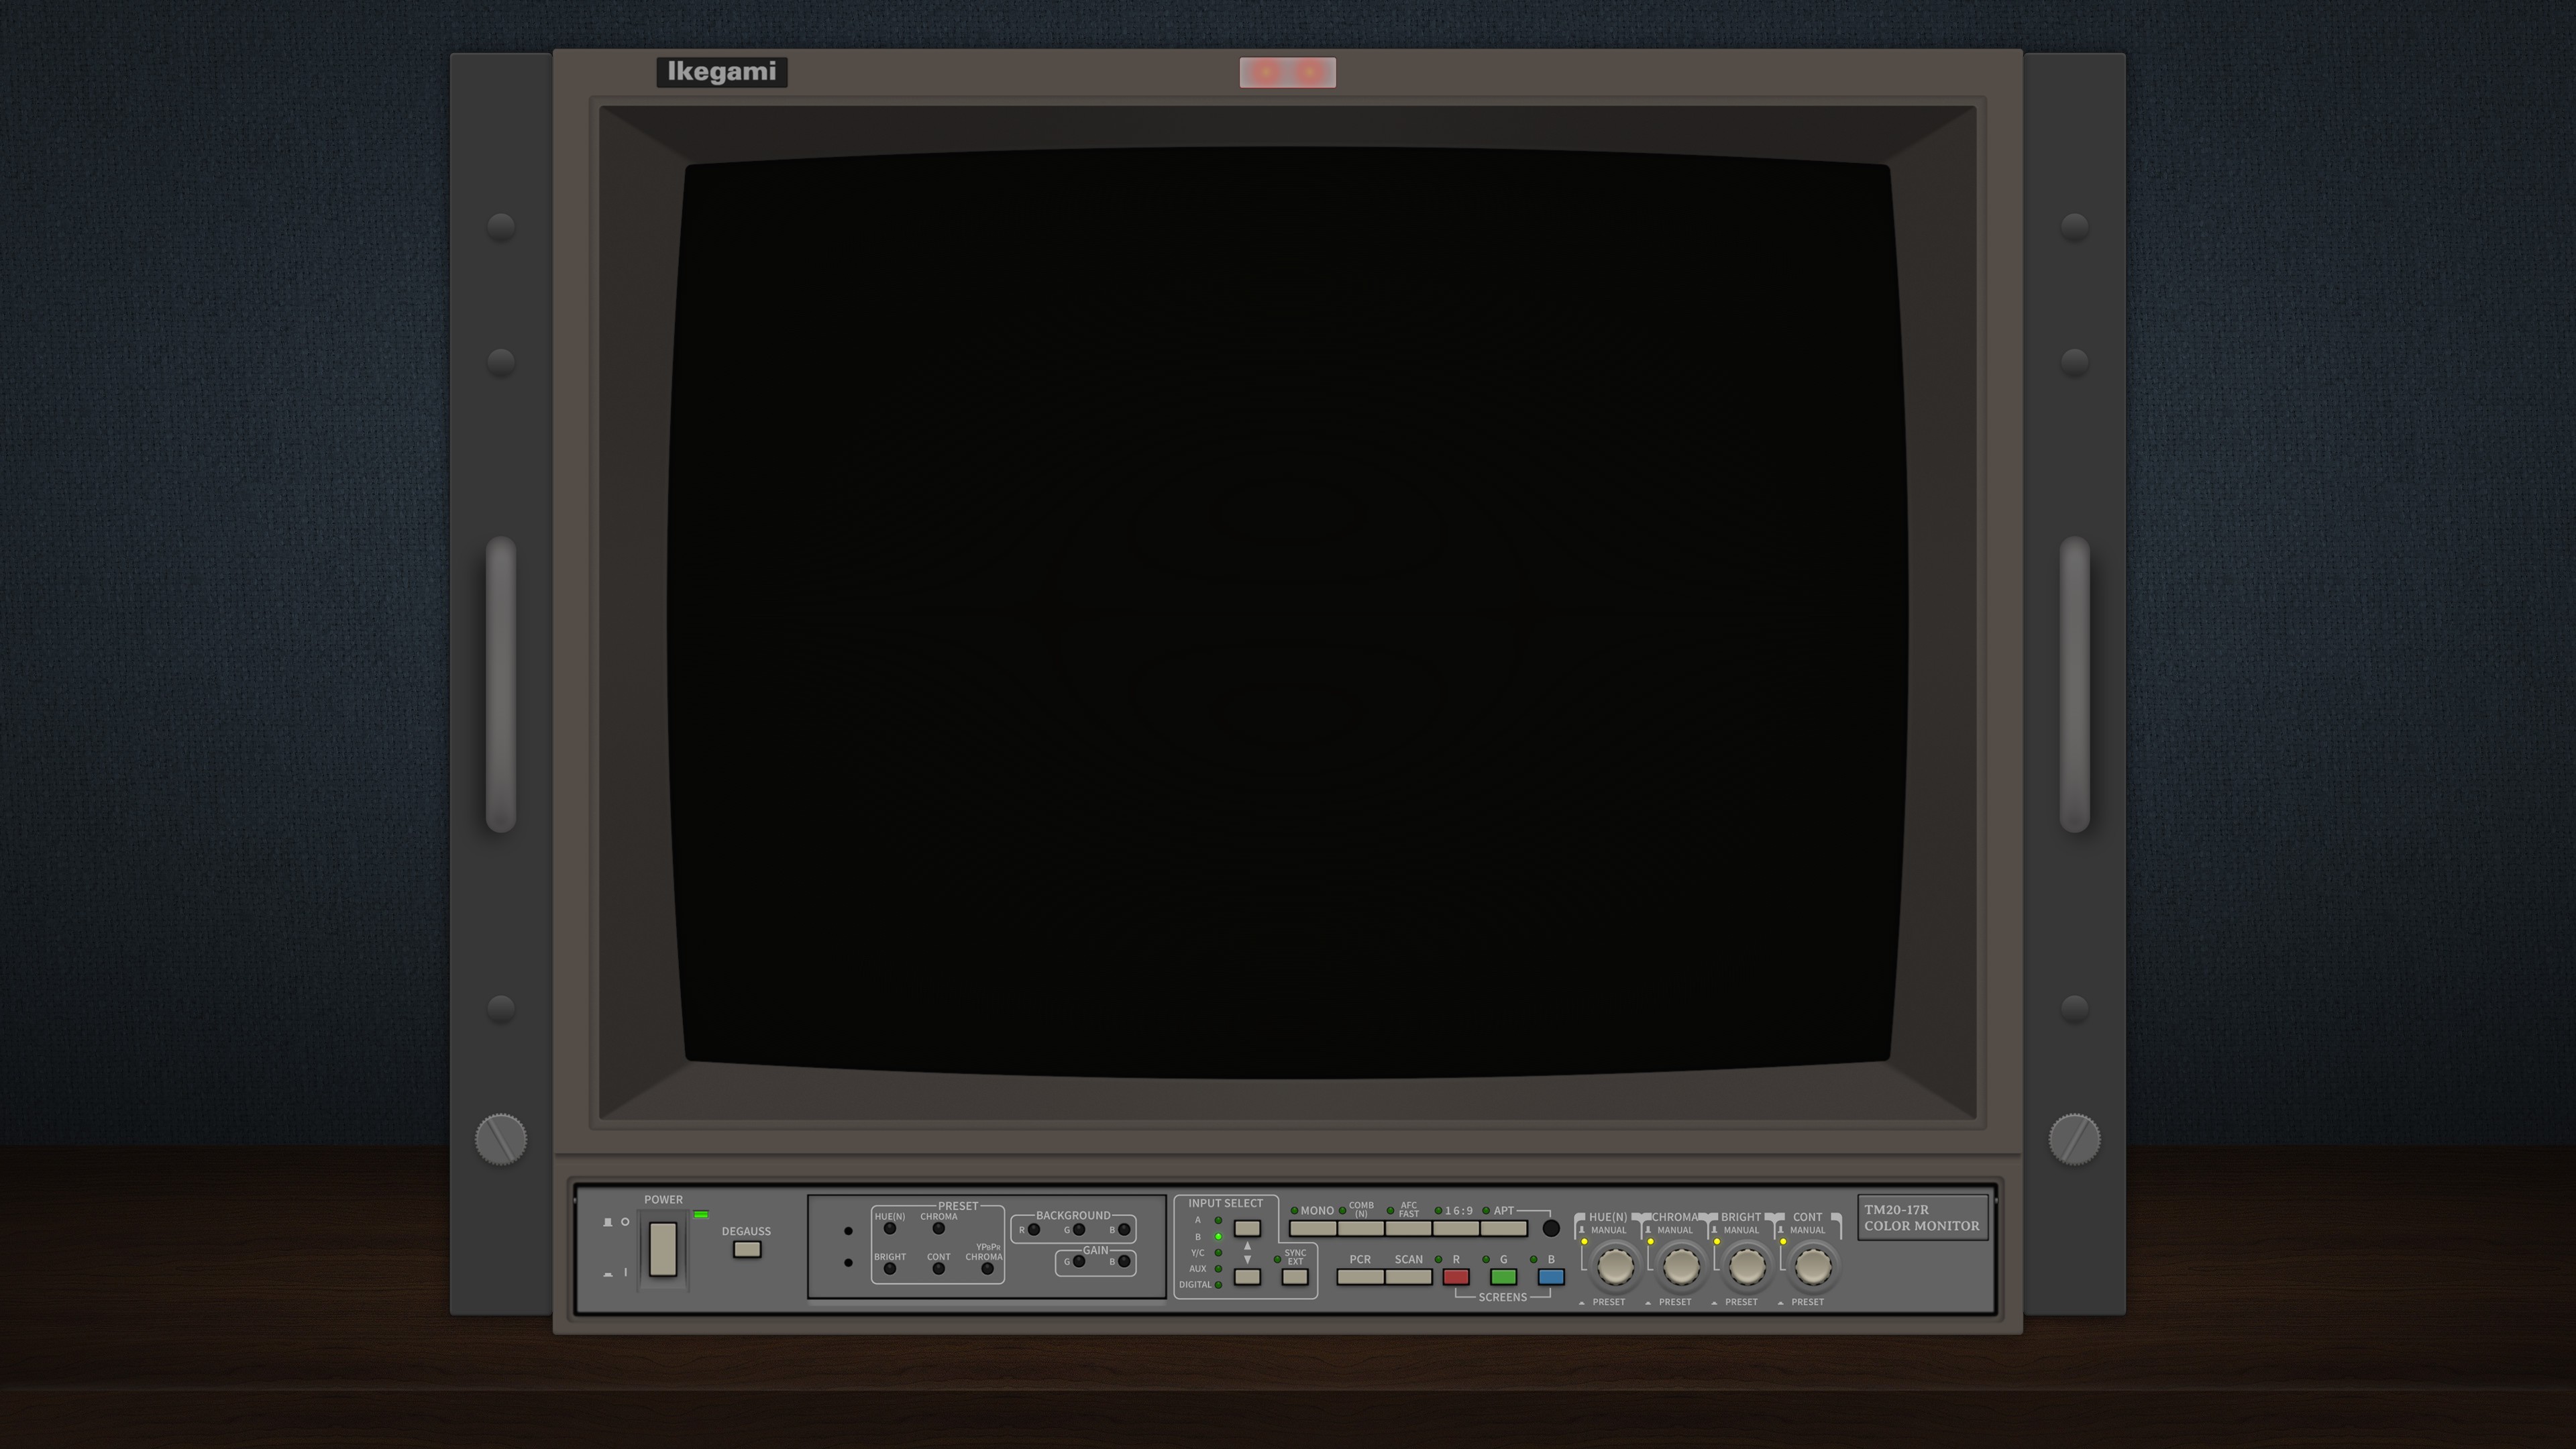 Ikegami
POWER
DEGAUSS
PRESET
HUE(N) CHROMA
BRIGHT CONT YPBPR CHROMA
BACKGROUND
R G B
GAIN
G B
INPUT SELECT
A
B
Y/C
AUX
DIGITAL
SYNC EXT
MONO COMB (N) AFC FAST 16:9 APT
PCR SCAN R G B
SCREENS
HUE(N) CHROMA BRIGHT CONT
MANUAL MANUAL MANUAL MANUAL
PRESET PRESET PRESET PRESET
TM20-17R
COLOR MONITOR